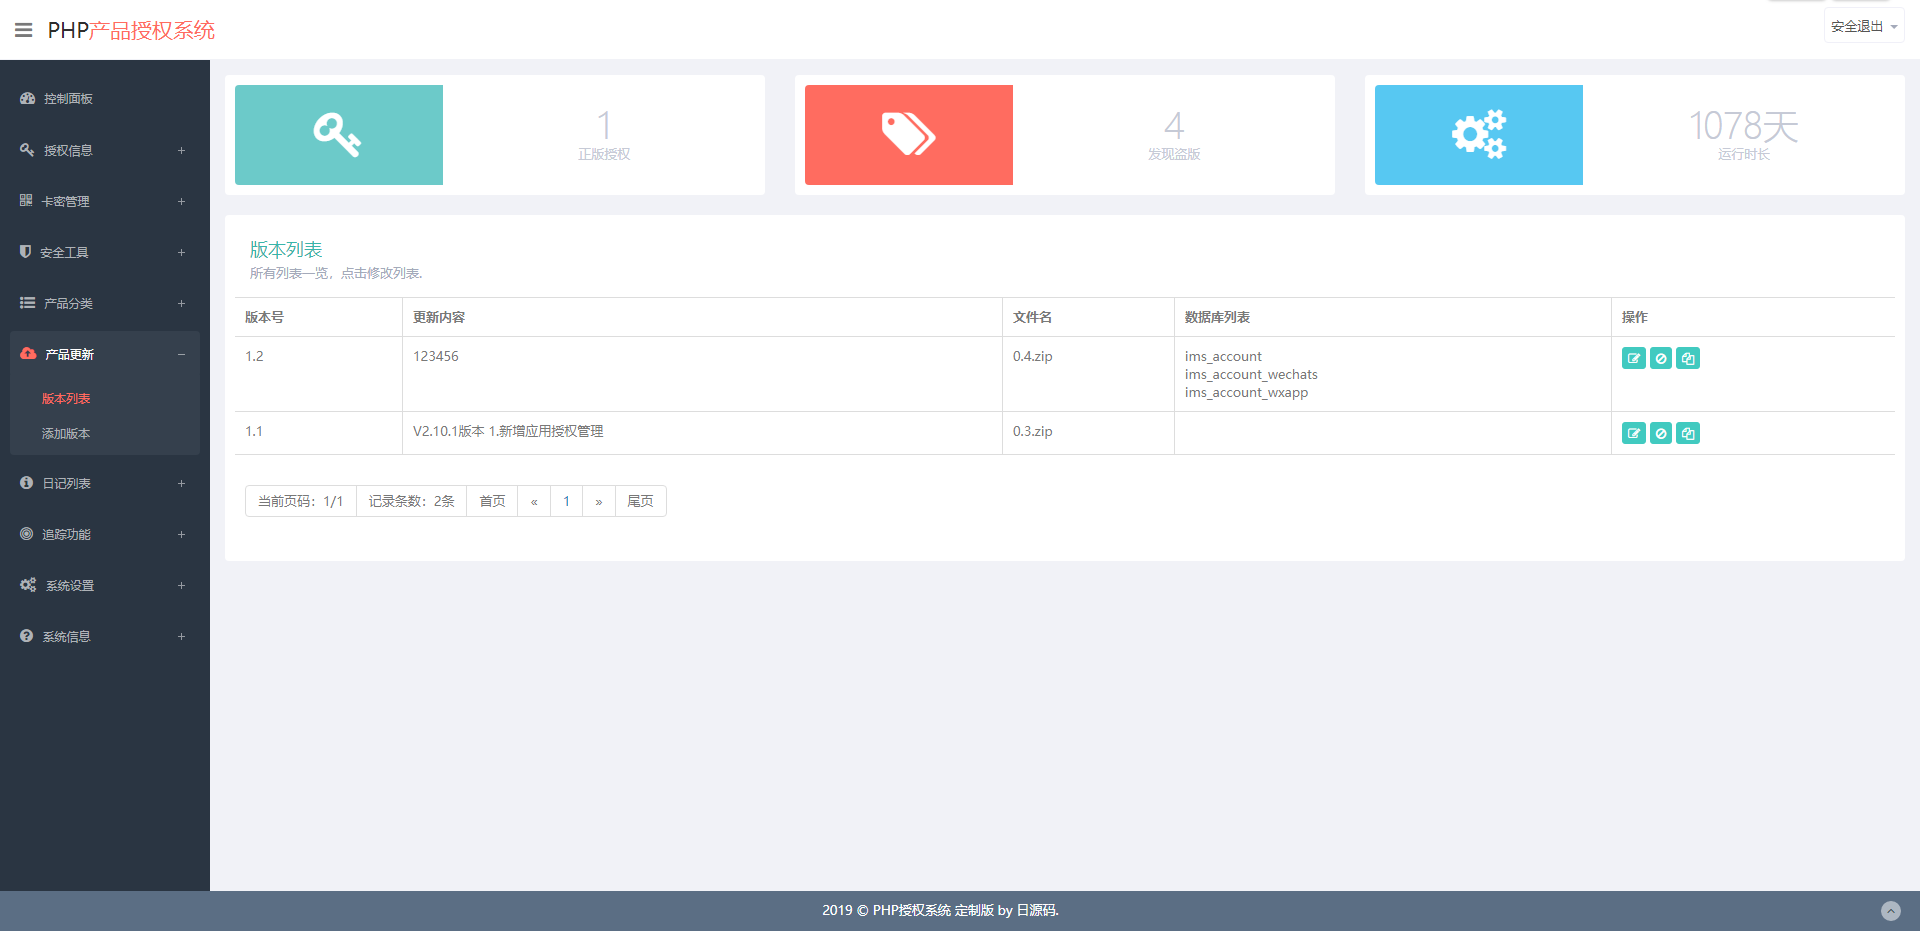 PHP产品授权系统
安全退出
控制面板
授权信息 +
卡密管理 +
安全工具 +
产品分类 +
产品更新 −
版本列表
添加版本
日记列表 +
追踪功能 +
系统设置 +
系统信息 +
1
正版授权
4
发现盗版
1078天
运行时长
版本列表
所有列表一览，点击修改列表.
版本号 更新内容 文件名 数据库列表 操作
1.2 123456 0.4.zip ims_account
ims_account_wechats
ims_account_wxapp
1.1 V2.10.1版本 1.新增应用授权管理 0.3.zip
当前页码：1/1 记录条数：2条 首页 « 1 » 尾页
2019 © PHP授权系统 定制版 by 日源码.